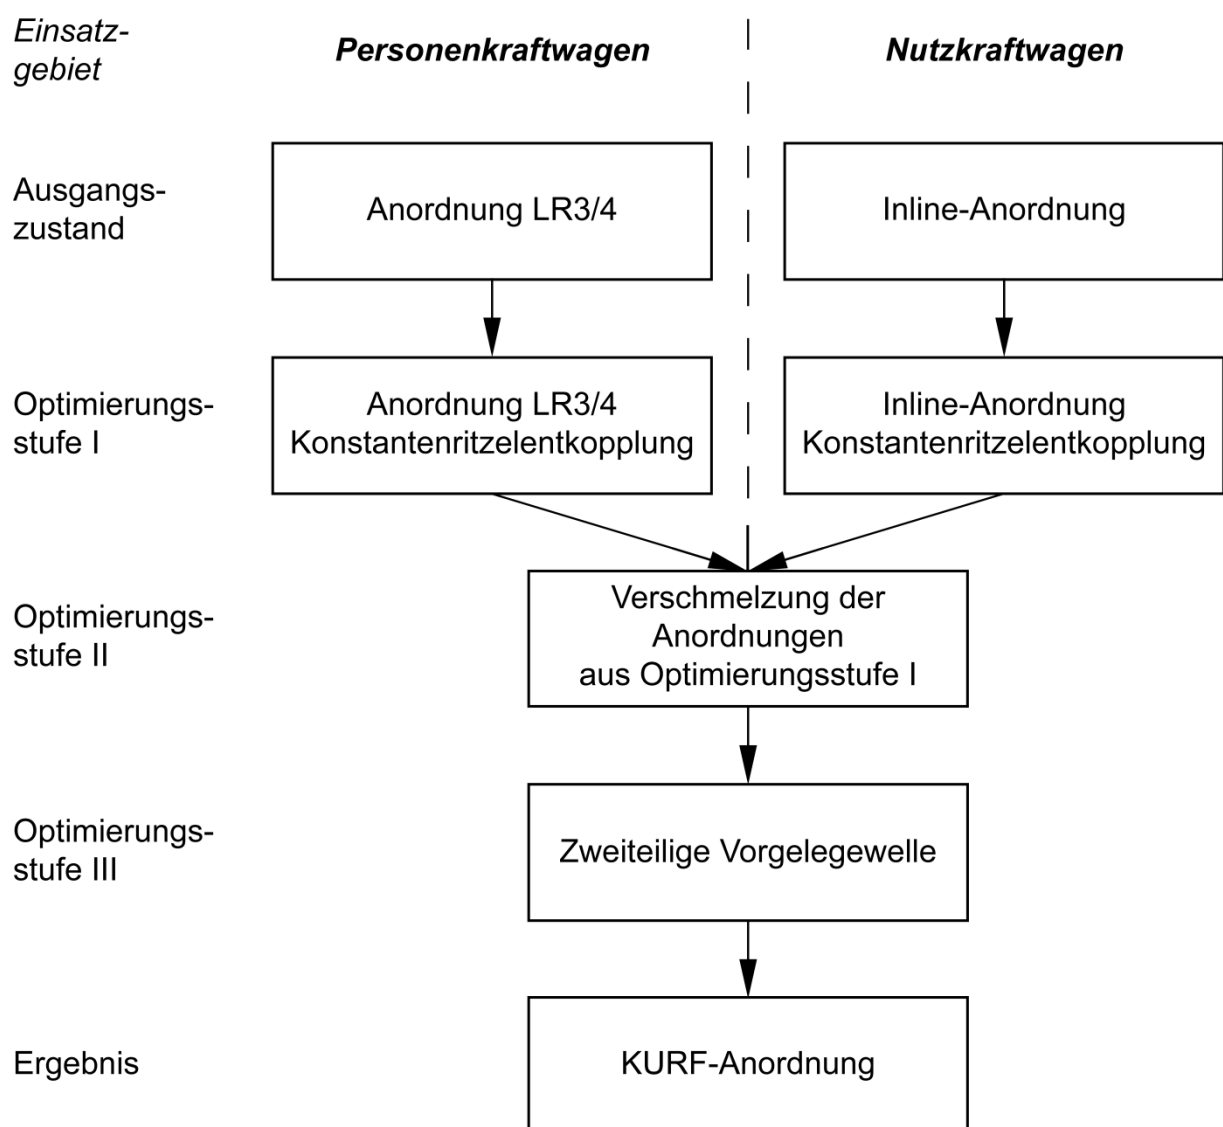 Einsatz-
gebiet
Personenkraftwagen
Nutzkraftwagen
Ausgangs-
zustand
Anordnung LR3/4
Inline-Anordnung
Optimierungs-
stufe I
Anordnung LR3/4
Konstantenritzelentkopplung
Inline-Anordnung
Konstantenritzelentkopplung
Optimierungs-
stufe II
Verschmelzung der
Anordnungen
aus Optimierungsstufe I
Optimierungs-
stufe III
Zweiteilige Vorgelegewelle
Ergebnis
KURF-Anordnung